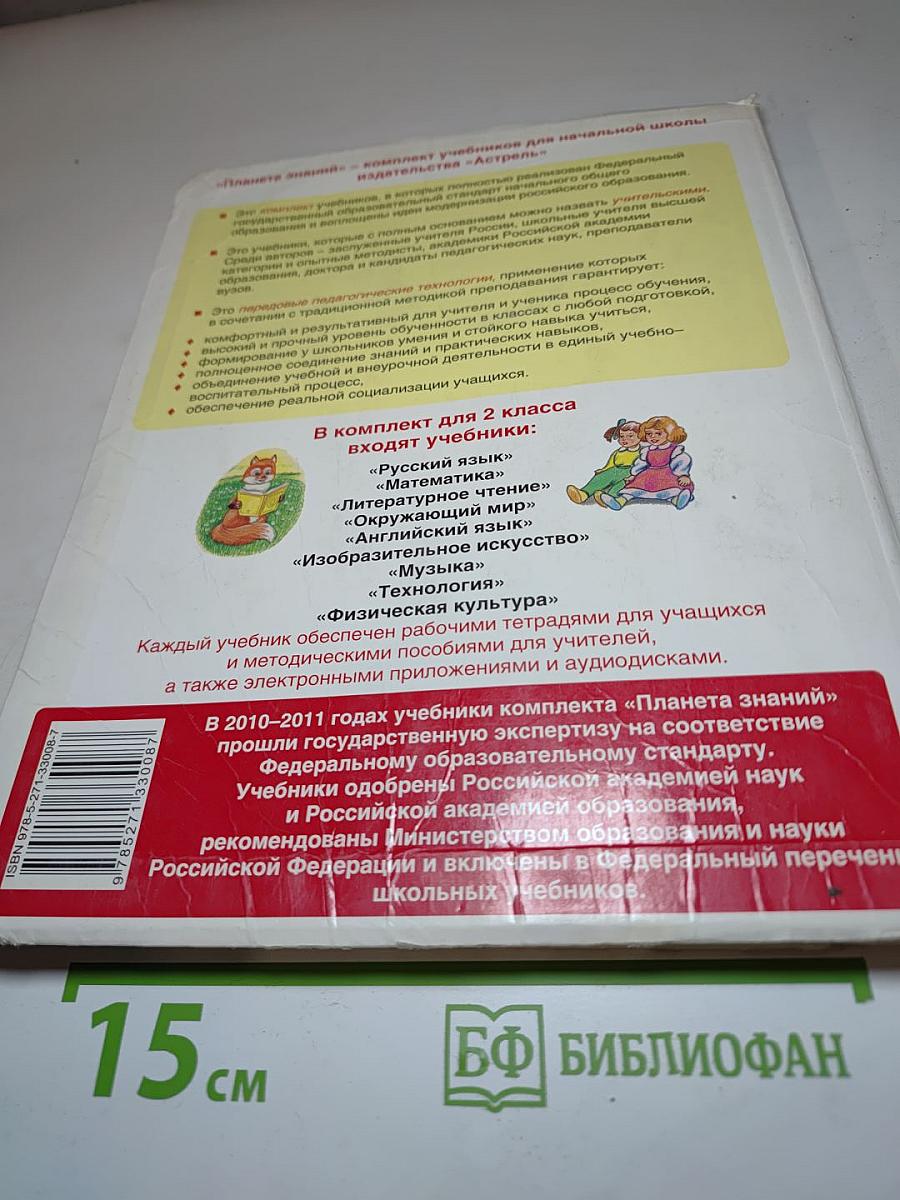 «Планета знаний» – комплект учебников для начальной школы
издательства «Астрель»
Это комплект учебников, в которых полностью реализован Федеральный
государственный образовательный стандарт начального общего
образования и воплощены идеи модернизации российского образования.
Это учебники, которые с полным основанием можно назвать учительскими.
Среди авторов – заслуженные учителя России, школьные учителя высшей
категории и опытные методисты, академики Российской академии
образования, доктора и кандидаты педагогических наук, преподаватели
вузов.
Это передовые педагогические технологии, применение которых
в сочетании с традиционной методикой преподавания гарантирует:
комфортный и результативный для учителя и ученика процесс обучения,
высокий и прочный уровень обученности в классах с любой подготовкой,
формирование у школьников умения и стойкого навыка учиться,
полноценное соединение знаний и практических навыков,
объединение учебной и внеурочной деятельности в единый учебно–
воспитательный процесс,
обеспечение реальной социализации учащихся.
В комплект для 2 класса
входят учебники:
«Русский язык»
«Математика»
«Литературное чтение»
«Окружающий мир»
«Английский язык»
«Изобразительное искусство»
«Музыка»
«Технология»
«Физическая культура»
Каждый учебник обеспечен рабочими тетрадями для учащихся
и методическими пособиями для учителей,
а также электронными приложениями и аудиодисками.
В 2010–2011 годах учебники комплекта «Планета знаний»
прошли государственную экспертизу на соответствие
Федеральному образовательному стандарту.
Учебники одобрены Российской академией наук
и Российской академией образования,
рекомендованы Министерством образования и науки
Российской Федерации и включены в Федеральный перечень
школьных учебников.
ISBN 978-5-271-33008-7
9 785271 330087
15 см
БФ БИБЛИОФАН